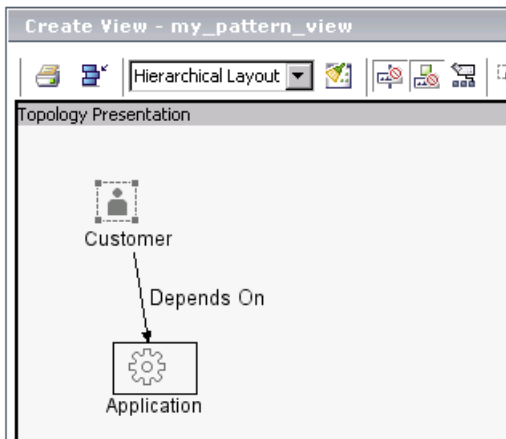 Create View - my_pattern_view
Hierarchical Layout
Topology Presentation
Customer
Depends On
Application